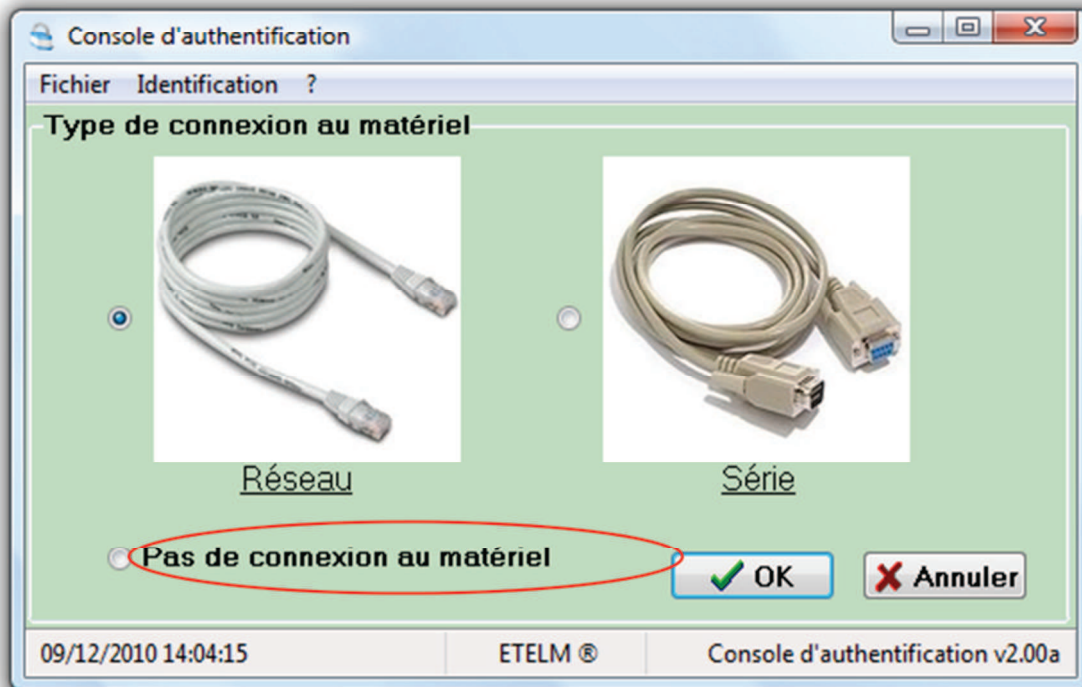 Console d'authentification
Fichier Identification ?
Type de connexion au matériel
Réseau Série
Pas de connexion au matériel
OK Annuler
09/12/2010 14:04:15 ETELM ® Console d'authentification v2.00a